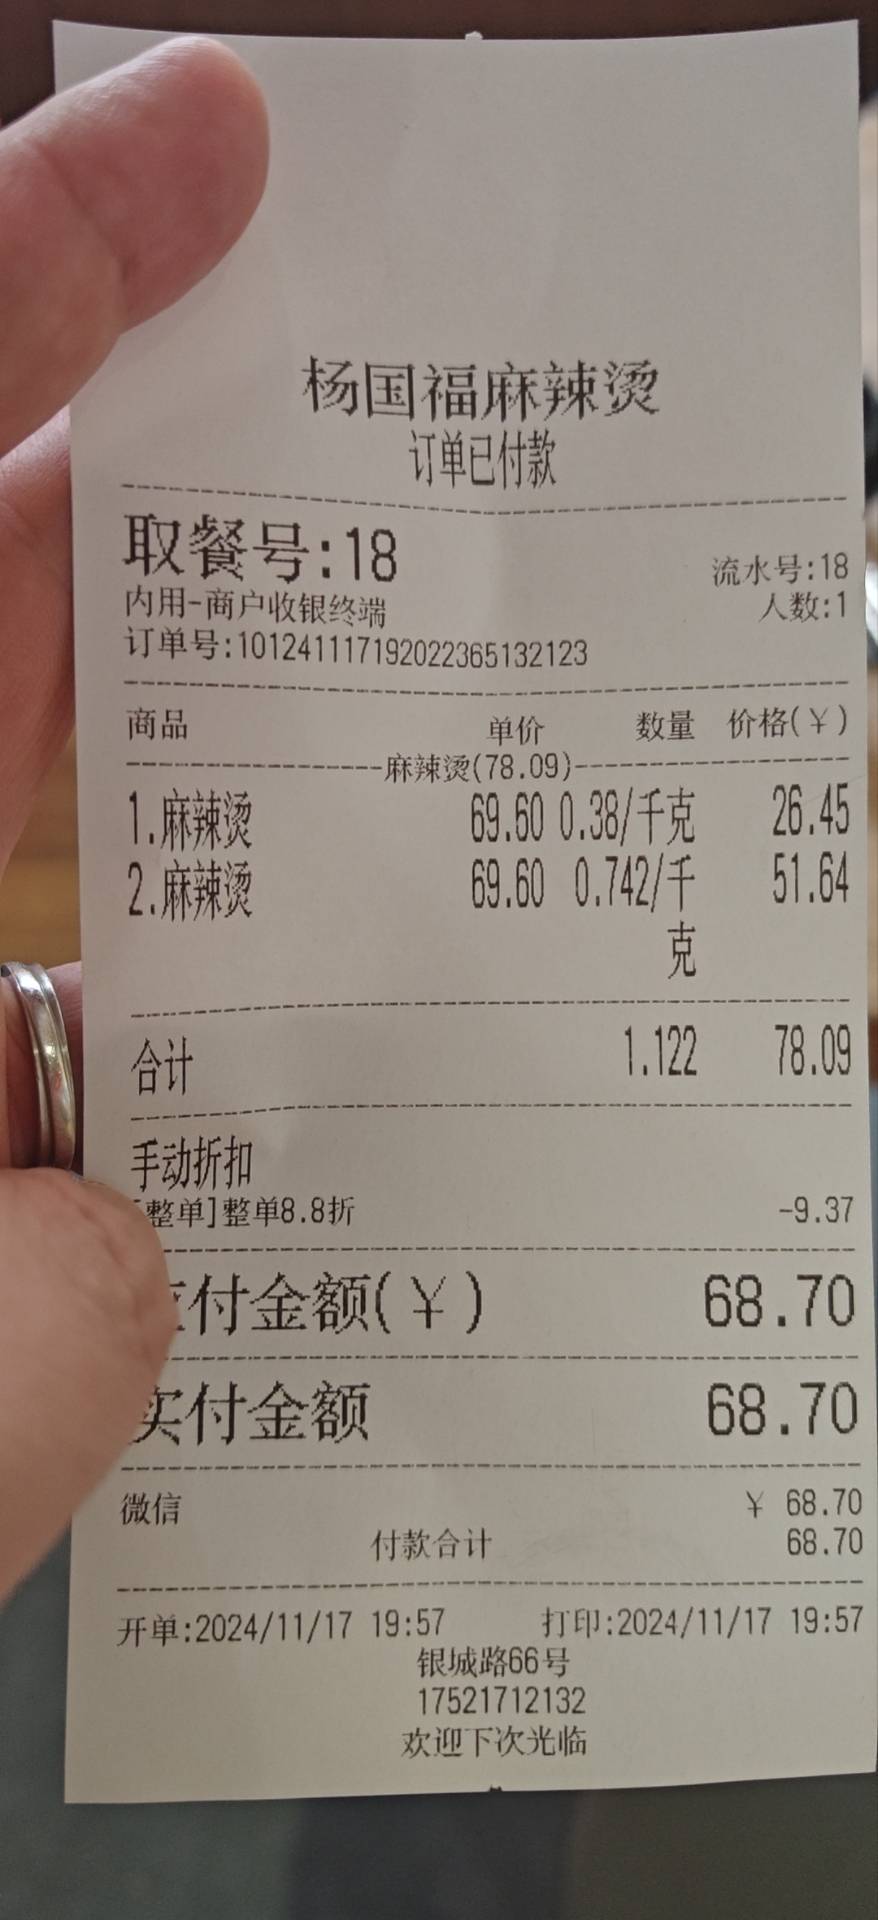 杨国福麻辣烫
订单已付款
取餐号:18
流水号:18
内用-商户收银终端
人数:1
订单号:101241117192022365132123
商品 单价 数量 价格(¥)
麻辣烫(78.09)
1.麻辣烫 69.60 0.38/千克 26.45
2.麻辣烫 69.60 0.742/千 51.64
克
合计 1.122 78.09
手动折扣
整单]整单8.8折 -9.37
付金额(¥) 68.70
实付金额 68.70
微信 ¥ 68.70
付款合计 68.70
开单:2024/11/17 19:57 打印:2024/11/17 19:57
银城路66号
17521712132
欢迎下次光临